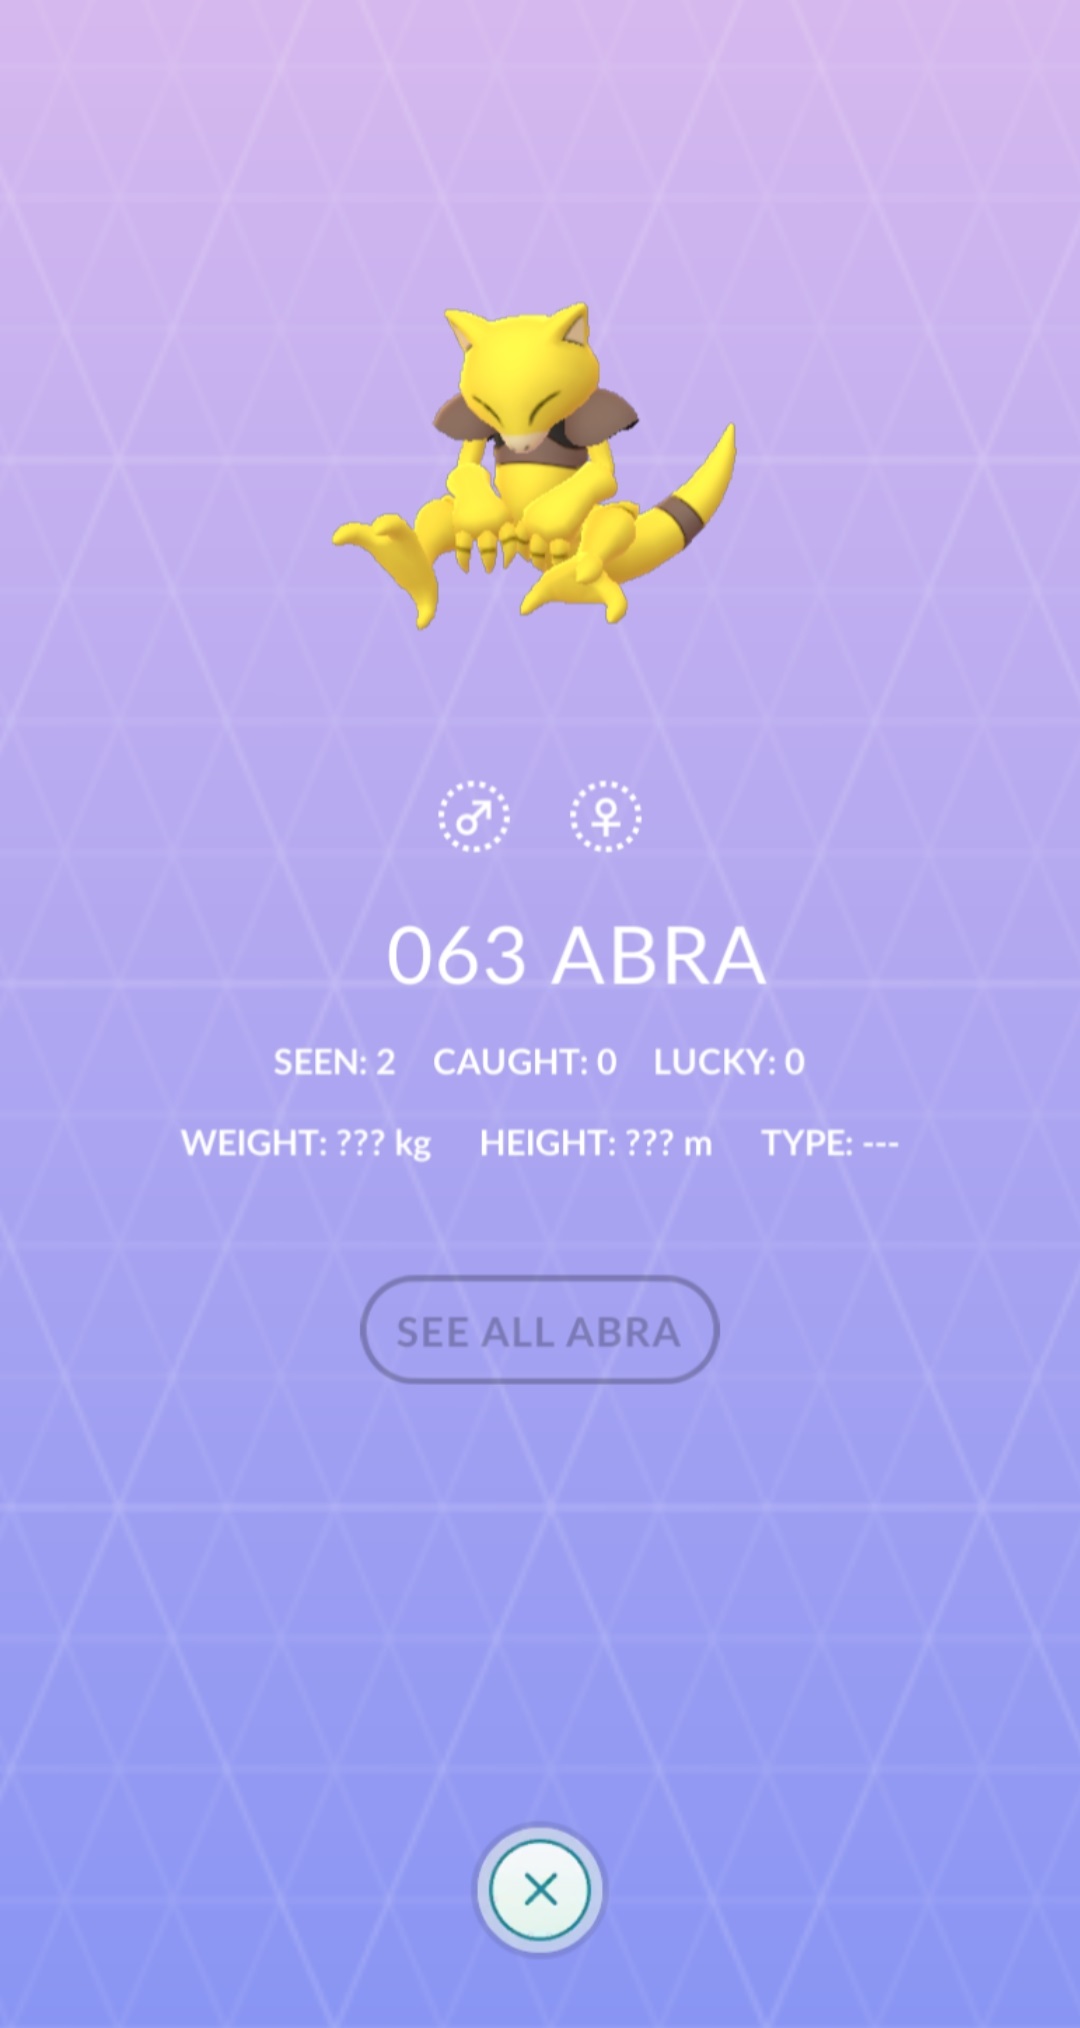 063 ABRA
SEEN: 2 CAUGHT: 0 LUCKY: 0
WEIGHT: ??? kg HEIGHT: ??? m TYPE: ---
SEE ALL ABRA